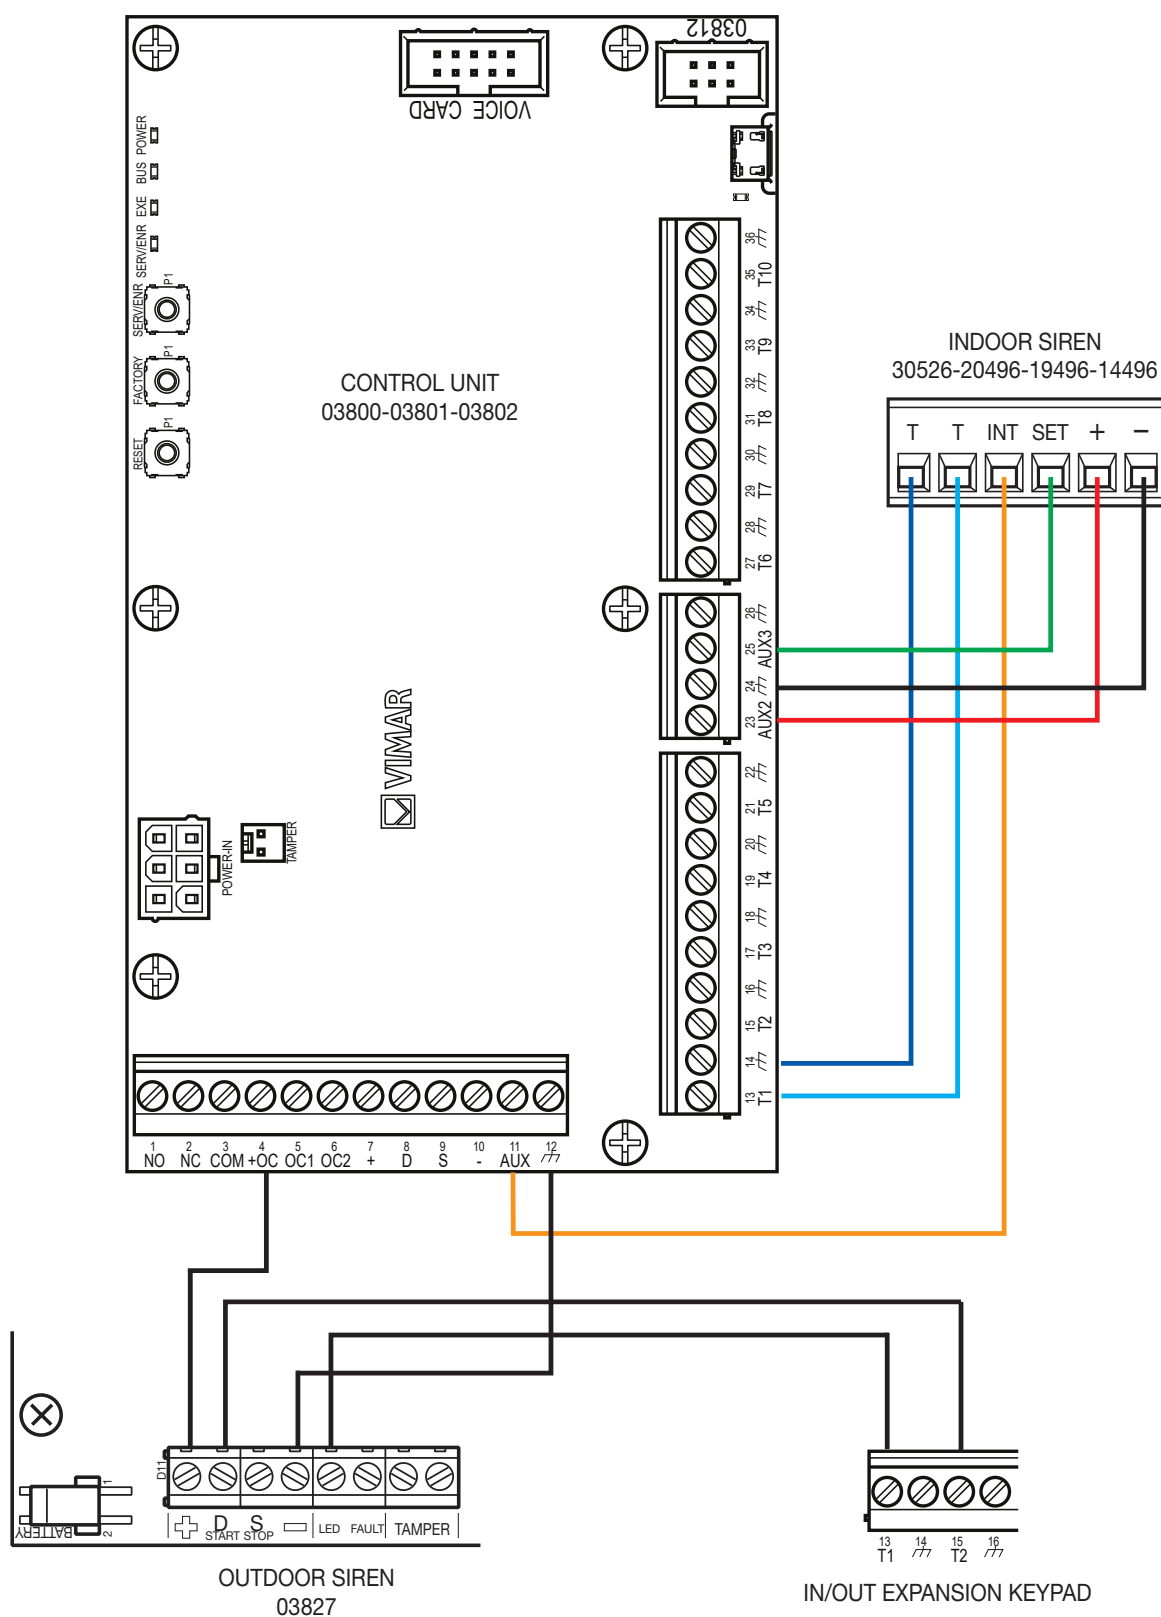 03812
VOICE CARD
POWER
BUS
EXE
SERV/ENR
SERV/ENR
P1
FACTORY
P1
RESET
P1
CONTROL UNIT
03800-03801-03802
36
35 T10
34
33 T9
32
31 T8
30
29 T7
28
27 T6
26
25 AUX3
24
23 AUX2
22
21 T5
20
19 T4
18
17 T3
16
15 T2
14
13 T1
INDOOR SIREN
30526-20496-19496-14496
T T INT SET + −
VIMAR
TAMPER
POWER-IN
1 2 3 4 5 6 7 8 9 10 11 12
NO NC COM +OC OC1 OC2 + D S - AUX
D11
1
2
BATTERY
D S LED FAULT TAMPER
START STOP
OUTDOOR SIREN
03827
13 14 15 16
T1 T2
IN/OUT EXPANSION KEYPAD